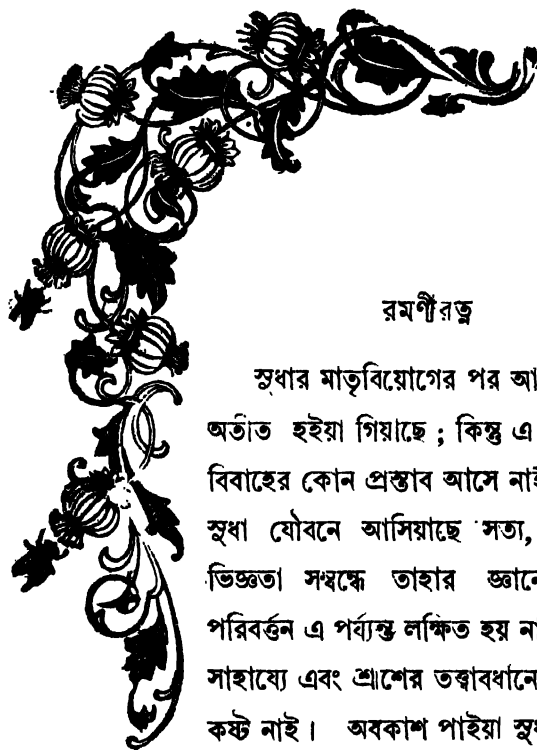 রমণীরত্ন
সুধার মাতৃবিয়োগের পর আ
অতীত হইয়া গিয়াছে ; কিন্তু এ
বিবাহের কোন প্রস্তাব আসে নাই
সুধা যৌবনে আসিয়াছে সত্য,
ভিজ্ঞতা সম্বন্ধে তাহার জ্ঞানে
পরিবর্ত্তন এ পর্য্যন্ত লক্ষিত হয় না
সাহায্যে এবং শ্রীশের তত্ত্বাবধানে
কষ্ট নাই। অবকাশ পাইয়া সুধ